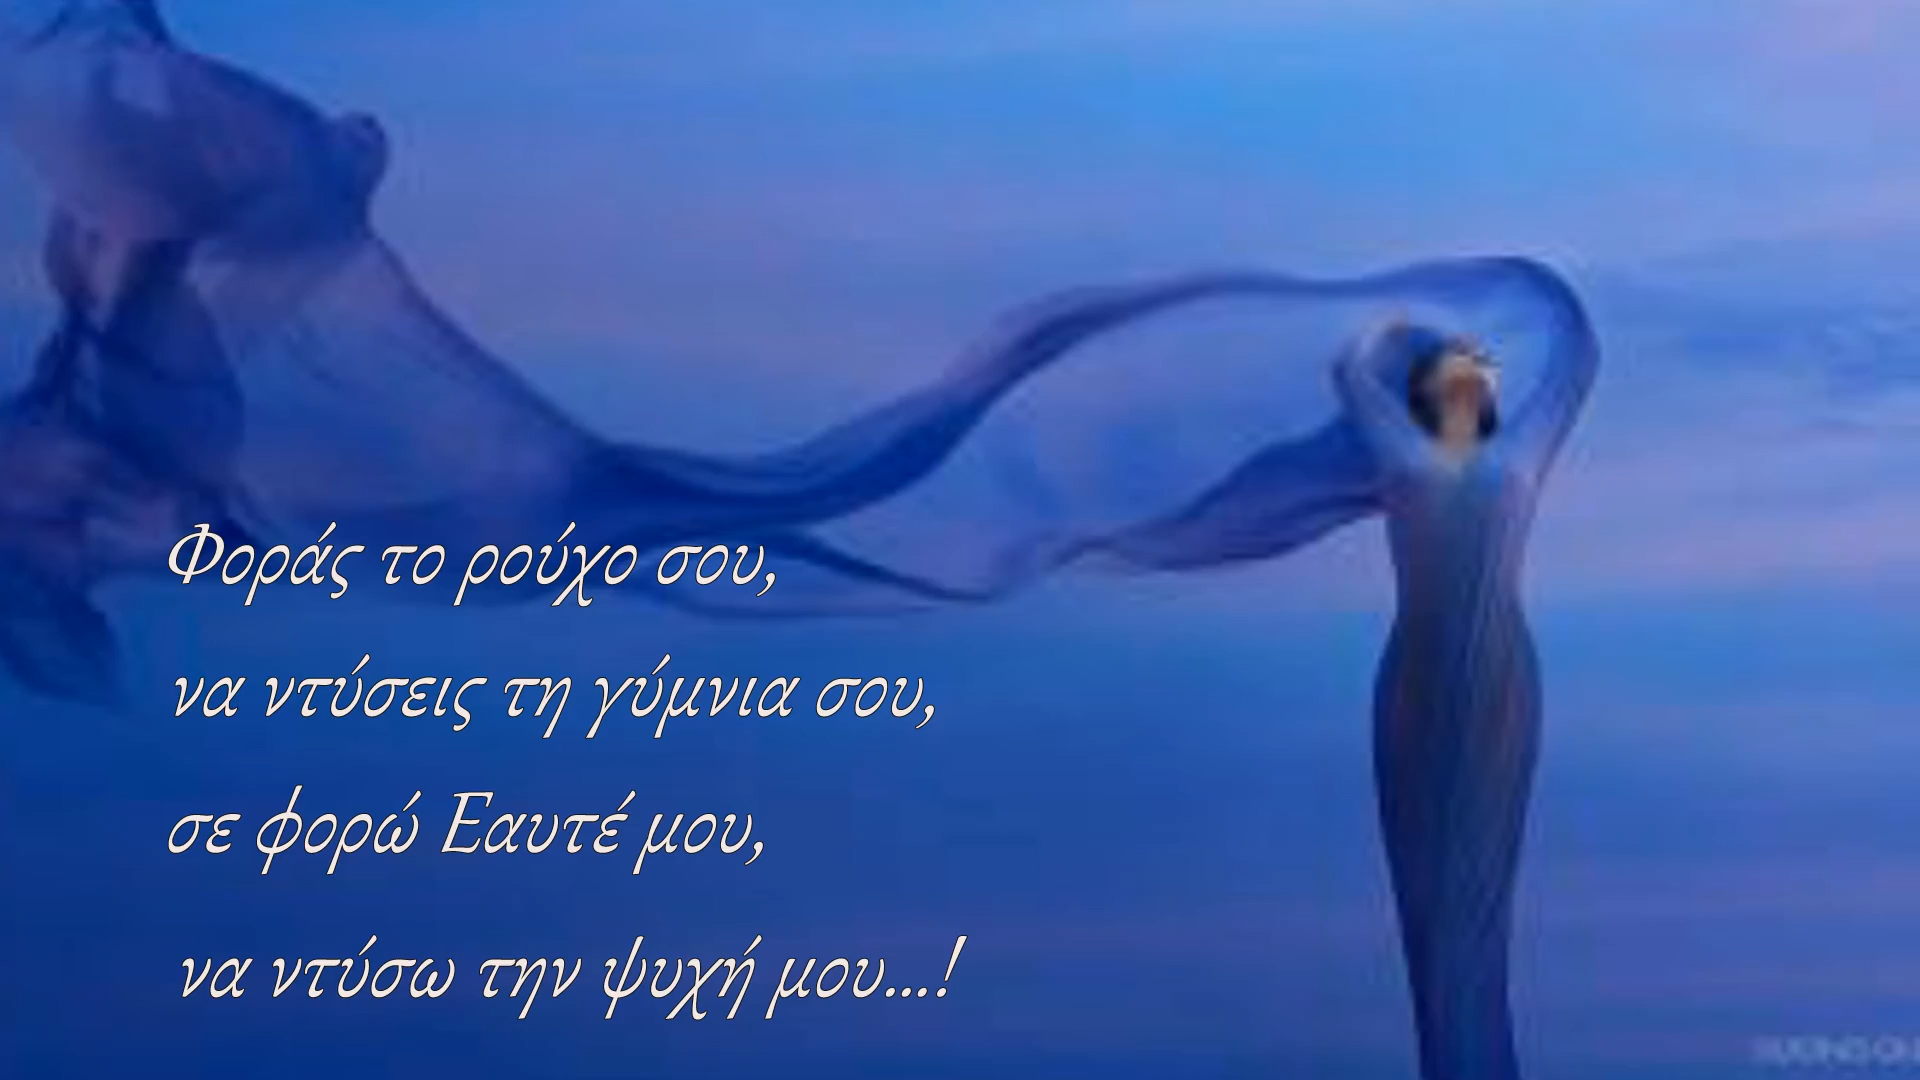 Φοράς το ρούχο σου,
να ντύσεις τη γύμνια σου,
σε φορώ Εαυτέ μου,
να ντύσω την ψυχή μου...!